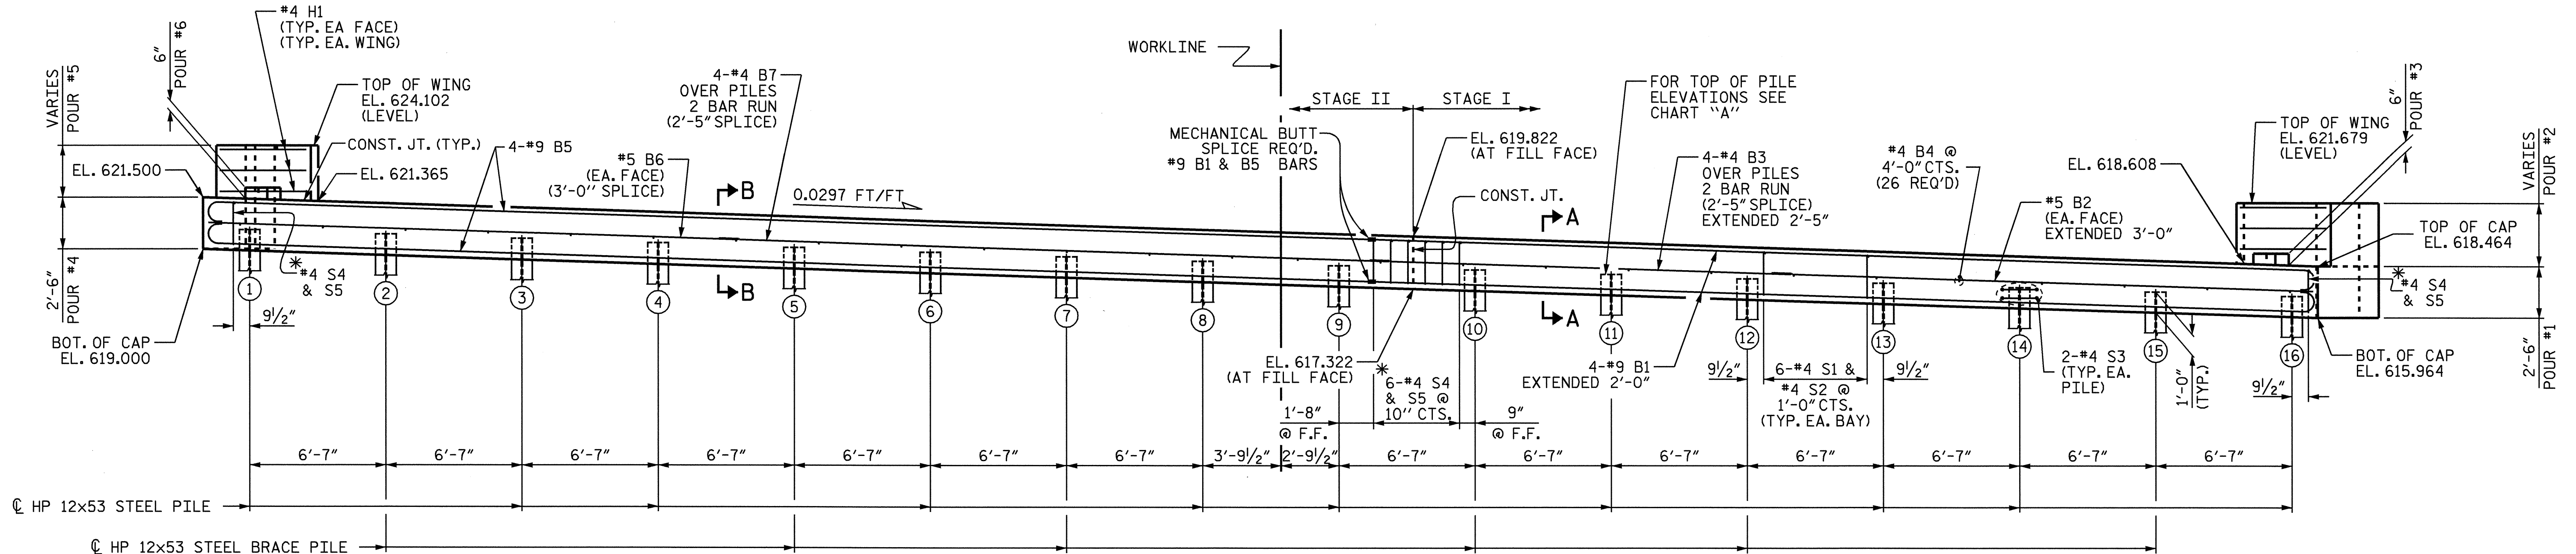 #4 H1
(TYP. EA FACE)
(TYP. EA. WING)
6"
POUR #6
VARIES
POUR #5
TOP OF WING
EL. 624.102
(LEVEL)
CONST. JT. (TYP.)
EL. 621.500
EL. 621.365
4-#9 B5
#5 B6
(EA. FACE)
(3'-0" SPLICE)
4-#4 B7
OVER PILES
2 BAR RUN
(2'-5" SPLICE)
B
B
0.0297 FT/FT
WORKLINE
STAGE II
STAGE I
MECHANICAL BUTT
SPLICE REQ'D.
#9 B1 & B5 BARS
EL. 619.822
(AT FILL FACE)
CONST. JT.
A
A
FOR TOP OF PILE
ELEVATIONS SEE
CHART "A"
4-#4 B3
OVER PILES
2 BAR RUN
(2'-5" SPLICE)
EXTENDED 2'-5"
#4 B4 @
4'-0" CTS.
(26 REQ'D)
#5 B2
(EA. FACE)
EXTENDED 3'-0"
EL. 618.608
TOP OF WING
EL. 621.679
(LEVEL)
6"
POUR #3
VARIES
POUR #2
TOP OF CAP
EL. 618.464
* #4 S4
& S5
2'-6"
POUR #1
BOT. OF CAP
EL. 615.964
2'-6"
POUR #4
BOT. OF CAP
EL. 619.000
* #4 S4
& S5
9½"
1
2
3
4
5
6
7
8
9
10
11
12
13
14
15
16
EL. 617.322
(AT FILL FACE)
* 6-#4 S4
& S5 @
10" CTS.
1'-8"
@ F.F.
9"
@ F.F.
4-#9 B1
EXTENDED 2'-0"
9½"
6-#4 S1 &
#4 S2 @
1'-0" CTS.
(TYP. EA. BAY)
9½"
2-#4 S3
(TYP. EA.
PILE)
1'-0"
(TYP.)
9½"
6'-7"
6'-7"
6'-7"
6'-7"
6'-7"
6'-7"
6'-7"
3'-9½"
2'-9½"
6'-7"
6'-7"
6'-7"
6'-7"
6'-7"
6'-7"
6'-7"
℄ HP 12x53 STEEL PILE
℄ HP 12x53 STEEL BRACE PILE